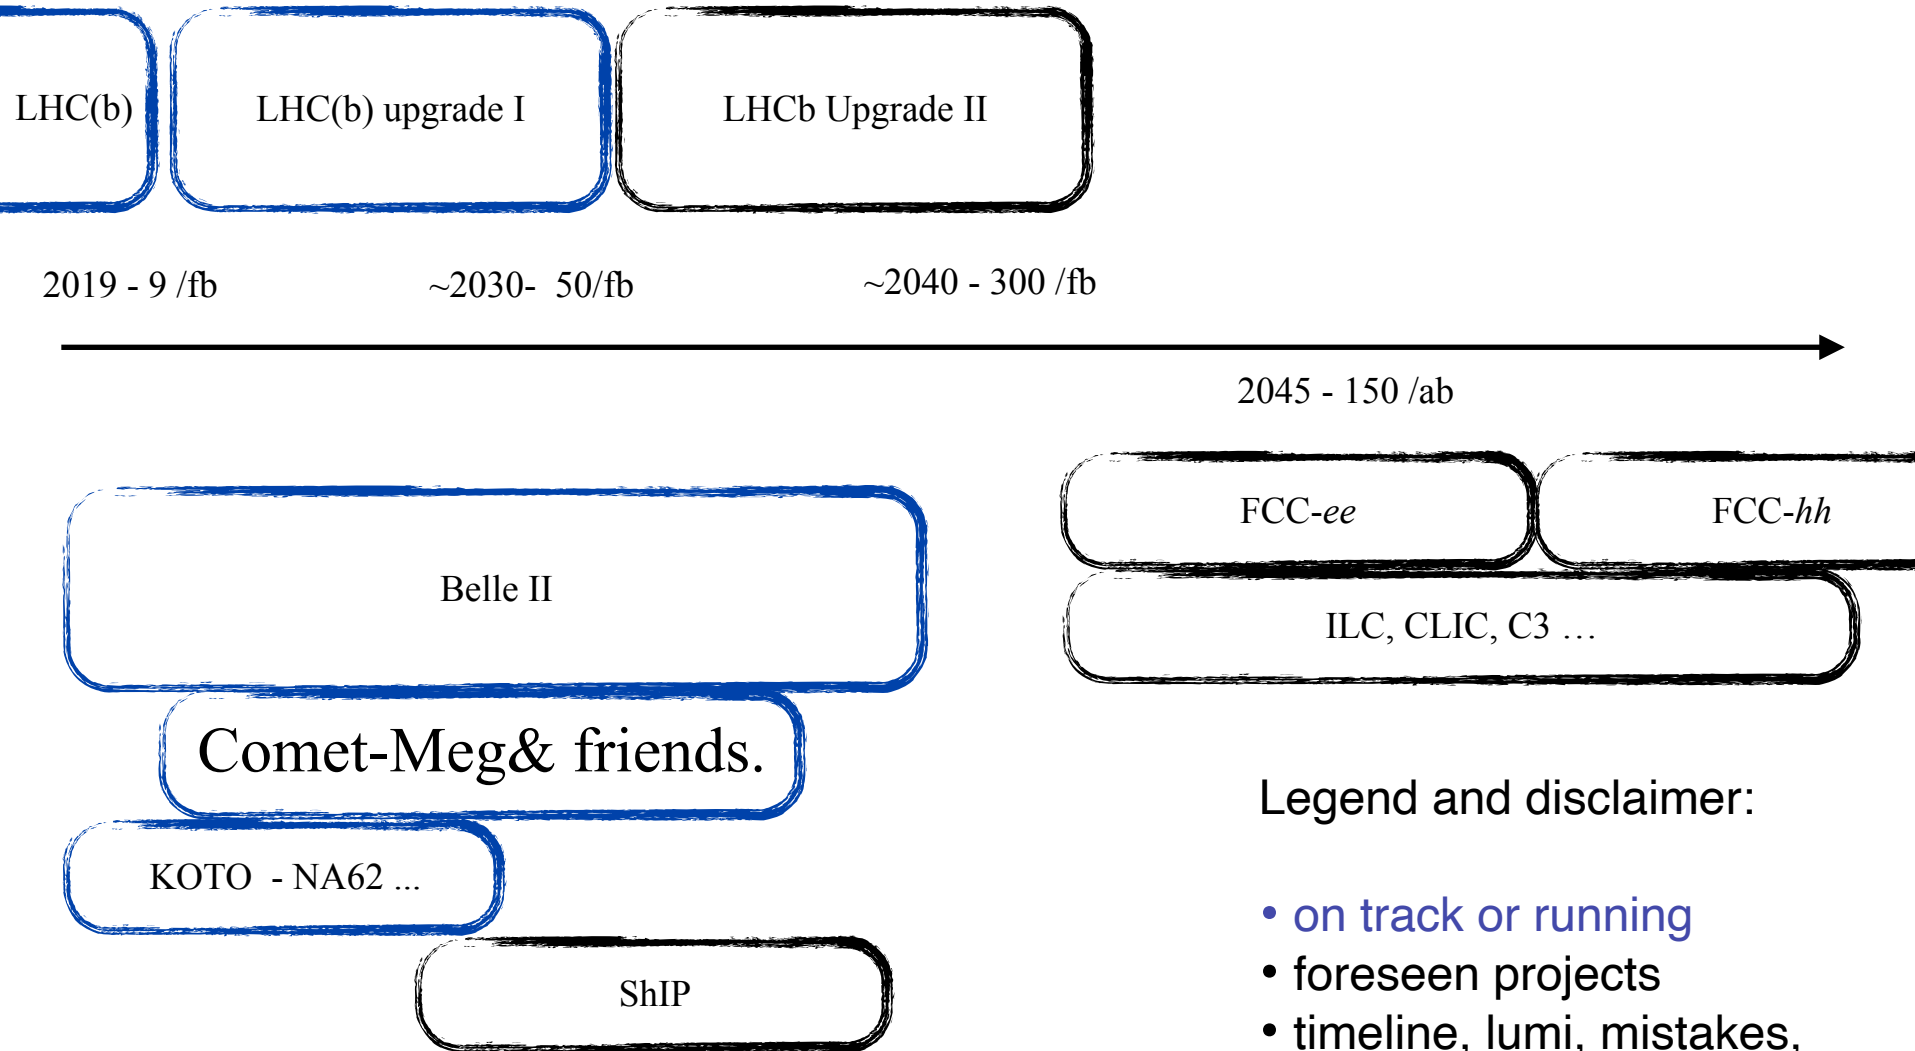 LHC(b)
LHC(b) upgrade I
LHCb Upgrade II
2019 - 9 /fb
~2030-  50/fb
~2040 - 300 /fb
2045 - 150 /ab
FCC-ee
FCC-hh
Belle II
ILC, CLIC, C3 …
Comet-Meg& friends.
KOTO  - NA62 ...
ShIP
Legend and disclaimer:
• on track or running
• foreseen projects
• timeline, lumi, mistakes,